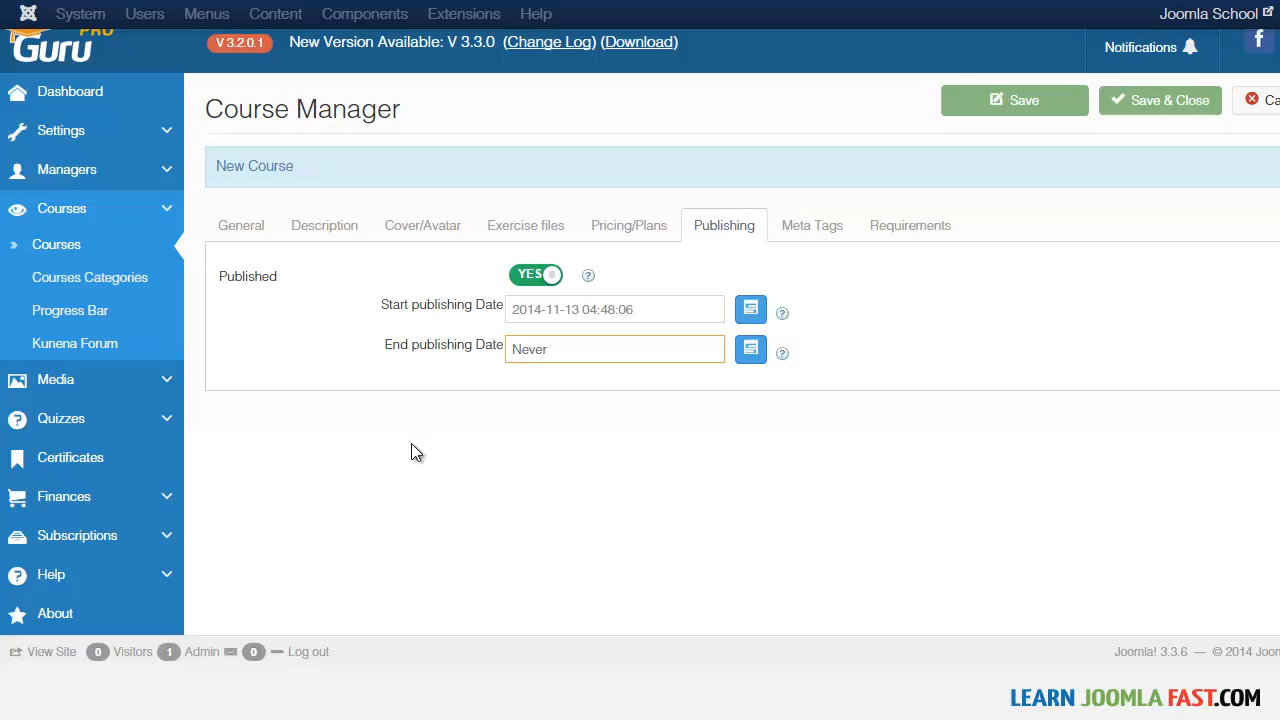 System Users Menus Content Components Extensions Help Joomla School
Guru PRO V 3.2.0.1 New Version Available: V 3.3.0 (Change Log) (Download) Notifications f
Dashboard
Settings
Managers
Courses
Courses
Courses Categories
Progress Bar
Kunena Forum
Media
Quizzes
Certificates
Finances
Subscriptions
Help
About
Course Manager Save Save & Close Ca
New Course
General Description Cover/Avatar Exercise files Pricing/Plans Publishing Meta Tags Requirements
Published YES
Start publishing Date 2014-11-13 04:48:06
End publishing Date Never
View Site 0 Visitors 1 Admin 0 Log out Joomla! 3.3.6 — © 2014 Joom
LEARN JOOMLA FAST.COM